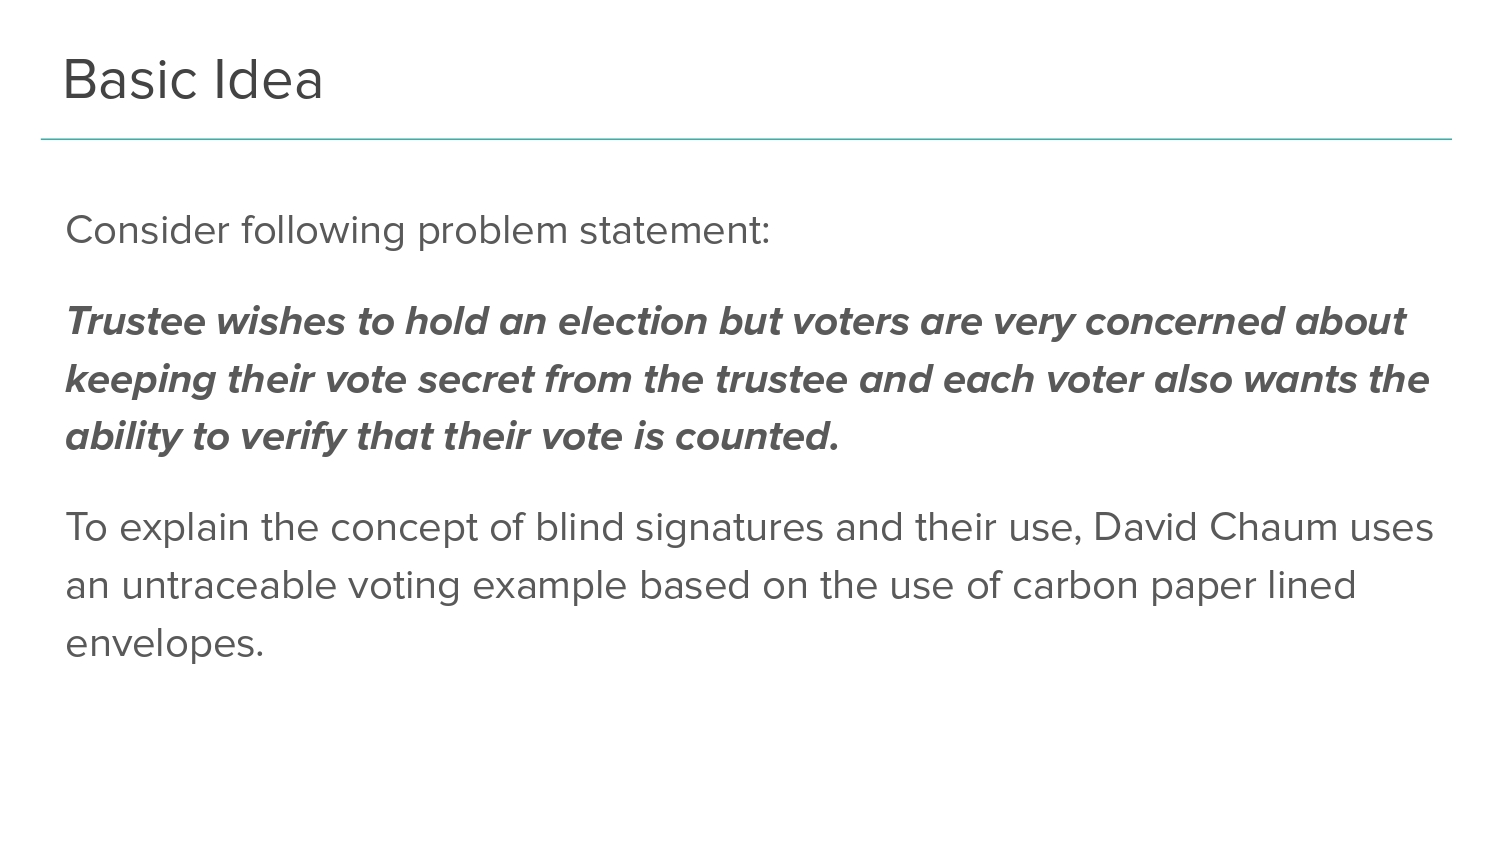 Basic Idea
Consider following problem statement:
Trustee wishes to hold an election but voters are very concerned about
keeping their vote secret from the trustee and each voter also wants the
ability to verify that their vote is counted.
To explain the concept of blind signatures and their use, David Chaum uses
an untraceable voting example based on the use of carbon paper lined
envelopes.